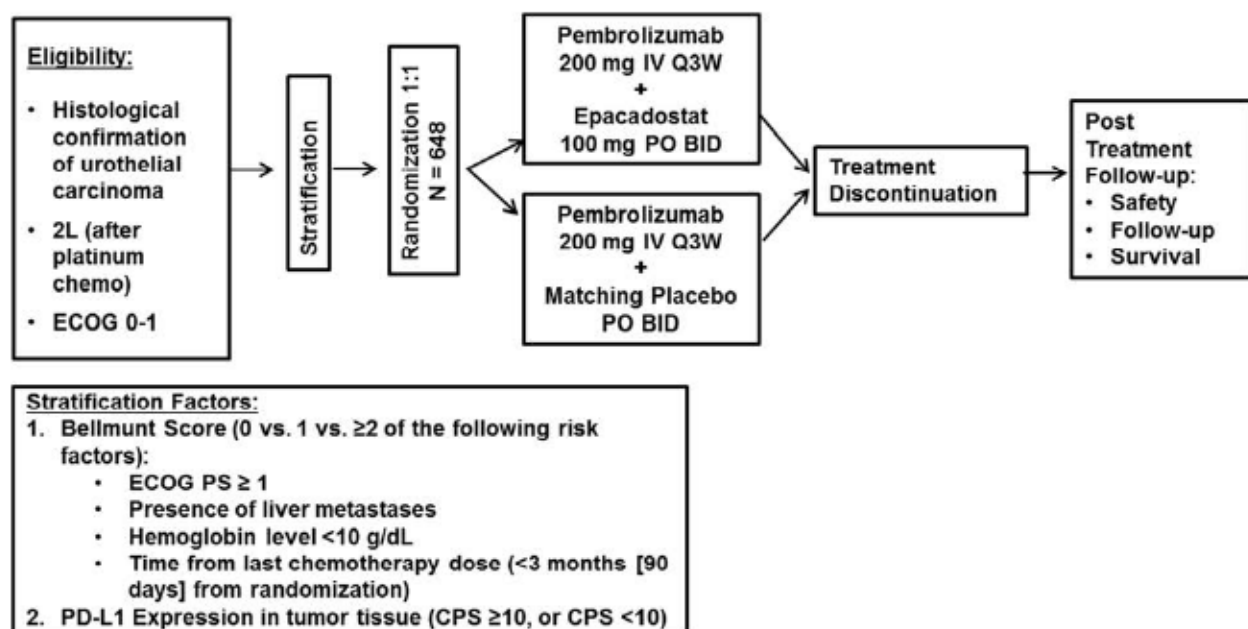 Eligibility:
• Histological
confirmation
of urothelial
carcinoma
• 2L (after
platinum
chemo)
• ECOG 0-1
Stratification
Randomization 1:1
N = 648
Pembrolizumab
200 mg IV Q3W
+
Epacadostat
100 mg PO BID
Pembrolizumab
200 mg IV Q3W
+
Matching Placebo
PO BID
Treatment
Discontinuation
Post
Treatment
Follow-up:
• Safety
• Follow-up
• Survival
Stratification Factors:
1. Bellmunt Score (0 vs. 1 vs. ≥2 of the following risk
factors):
• ECOG PS ≥ 1
• Presence of liver metastases
• Hemoglobin level <10 g/dL
• Time from last chemotherapy dose (<3 months [90
days] from randomization)
2. PD-L1 Expression in tumor tissue (CPS ≥10, or CPS <10)